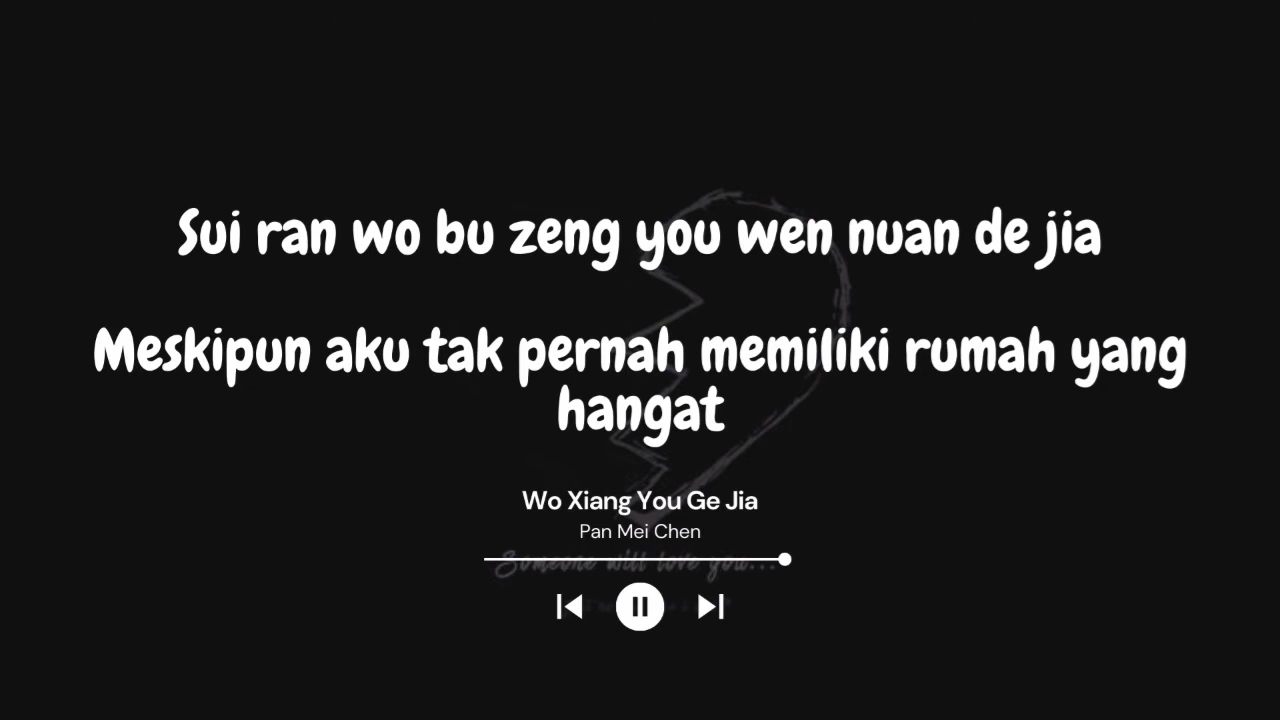 Sui ran wo bu zeng you wen nuan de jia
Meskipun aku tak pernah memiliki rumah yang
hangat
Wo Xiang You Ge Jia
Pan Mei Chen
Someone will love you...